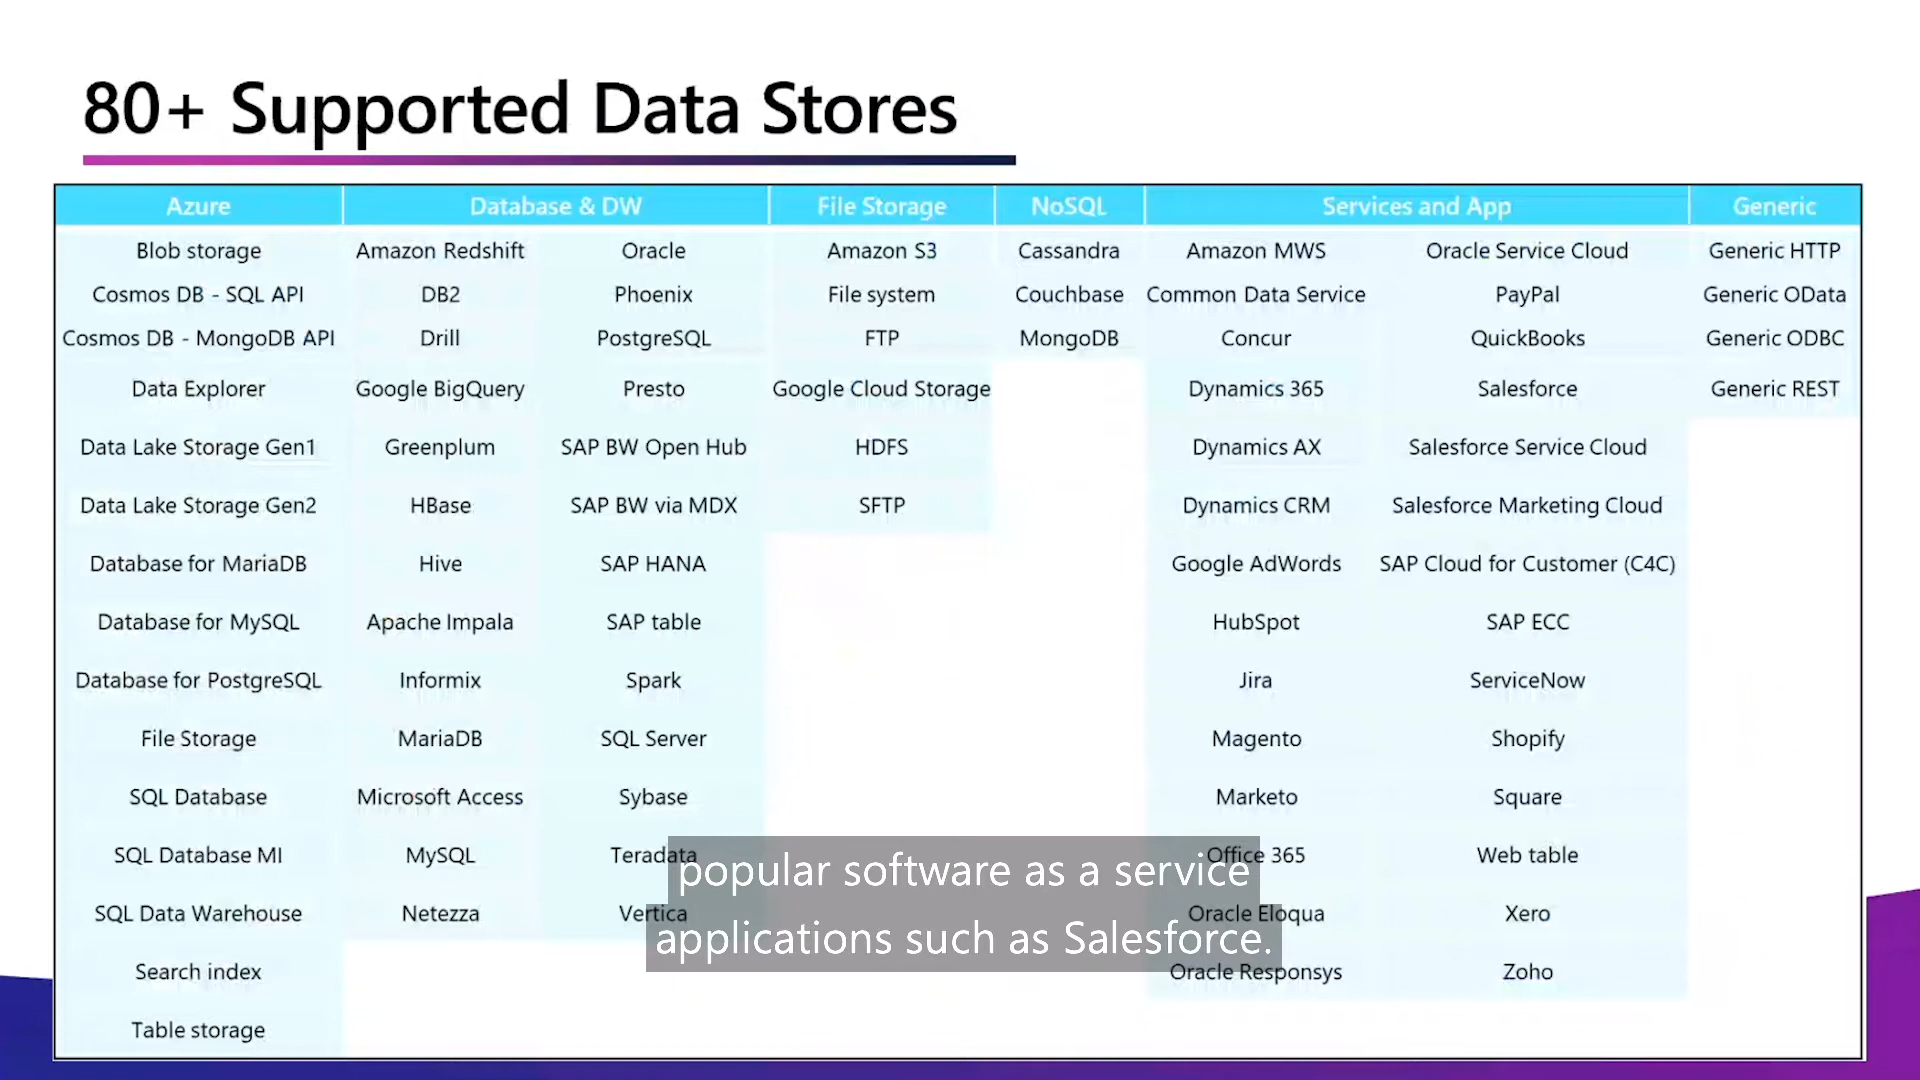 80+ Supported Data Stores
Azure Database & DW File Storage NoSQL Services and App Generic
Blob storage Amazon Redshift Oracle Amazon S3 Cassandra Amazon MWS Oracle Service Cloud Generic HTTP
Cosmos DB - SQL API DB2 Phoenix File system Couchbase Common Data Service PayPal Generic OData
Cosmos DB - MongoDB API Drill PostgreSQL FTP MongoDB Concur QuickBooks Generic ODBC
Data Explorer Google BigQuery Presto Google Cloud Storage Dynamics 365 Salesforce Generic REST
Data Lake Storage Gen1 Greenplum SAP BW Open Hub HDFS Dynamics AX Salesforce Service Cloud
Data Lake Storage Gen2 HBase SAP BW via MDX SFTP Dynamics CRM Salesforce Marketing Cloud
Database for MariaDB Hive SAP HANA Google AdWords SAP Cloud for Customer (C4C)
Database for MySQL Apache Impala SAP table HubSpot SAP ECC
Database for PostgreSQL Informix Spark Jira ServiceNow
File Storage MariaDB SQL Server Magento Shopify
SQL Database Microsoft Access Sybase Marketo Square
SQL Database MI MySQL Teradata Office 365 Web table
SQL Data Warehouse Netezza Vertica Oracle Eloqua Xero
Search index Oracle Responsys Zoho
Table storage
popular software as a service
applications such as Salesforce.